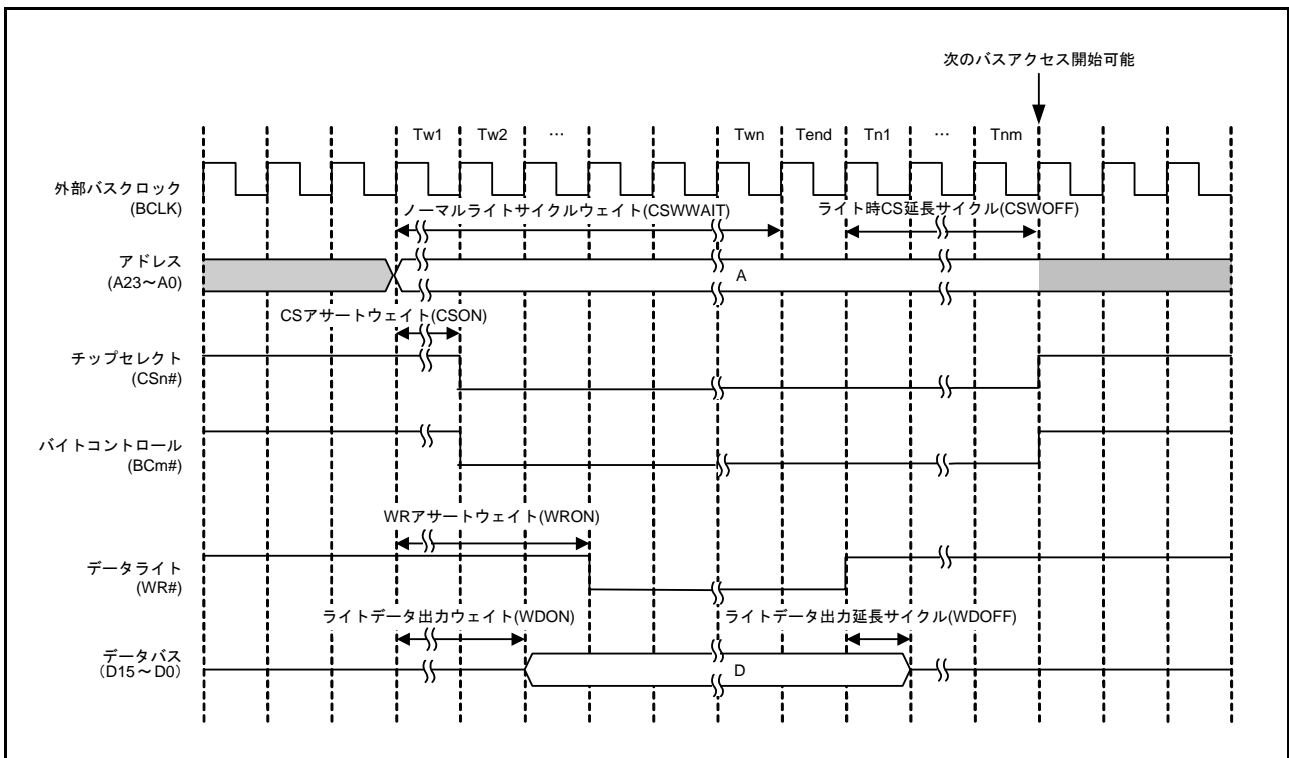 次のバスアクセス開始可能
Tw1 Tw2 … Twn Tend Tn1 … Tnm
外部バスクロック
(BCLK)
ノーマルライトサイクルウェイト(CSWWAIT) ライト時CS延長サイクル(CSWOFF)
アドレス
(A23～A0)
A
CSアサートウェイト(CSON)
チップセレクト
(CSn#)
バイトコントロール
(BCm#)
WRアサートウェイト(WRON)
データライト
(WR#)
ライトデータ出力ウェイト(WDON) ライトデータ出力延長サイクル(WDOFF)
データバス
(D15～D0)
D